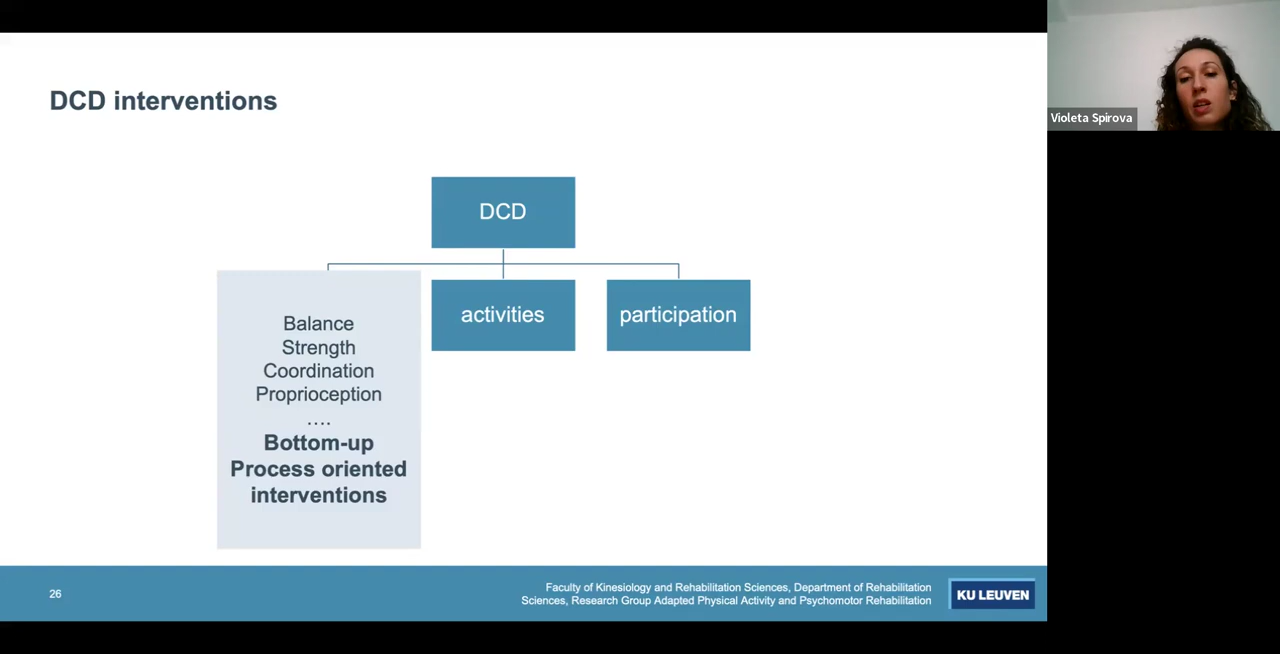 DCD interventions
Violeta Spirova
DCD
activities
participation
Balance
Strength
Coordination
Proprioception
....
Bottom-up
Process oriented
interventions
26
Faculty of Kinesiology and Rehabilitation Sciences, Department of Rehabilitation
Sciences, Research Group Adapted Physical Activity and Psychomotor Rehabilitation
KU LEUVEN